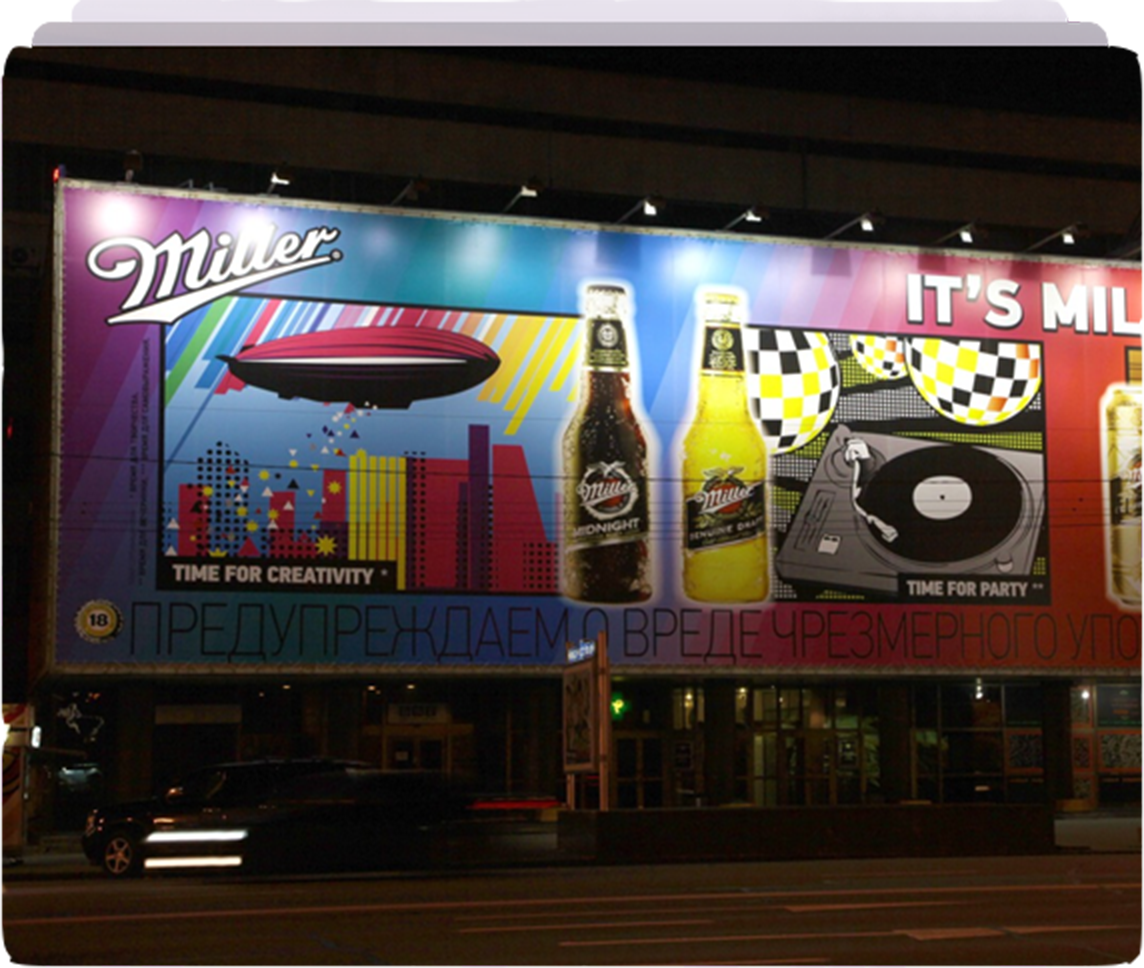 Miller
IT'S MIL
Miller
MIDNIGHT
Miller
GENUINE DRAFT
TIME FOR CREATIVITY *
TIME FOR PARTY **
18
ПРЕДУПРЕЖДАЕМ О ВРЕДЕ ЧРЕЗМЕРНОГО УПО